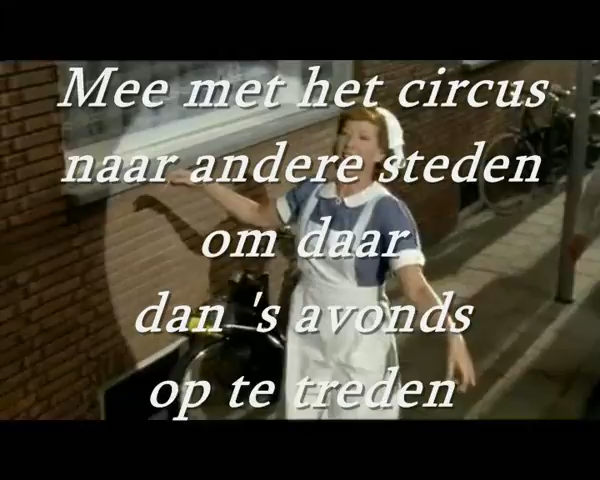 Mee met het circus
naar andere steden
om daar
dan 's avonds
op te treden